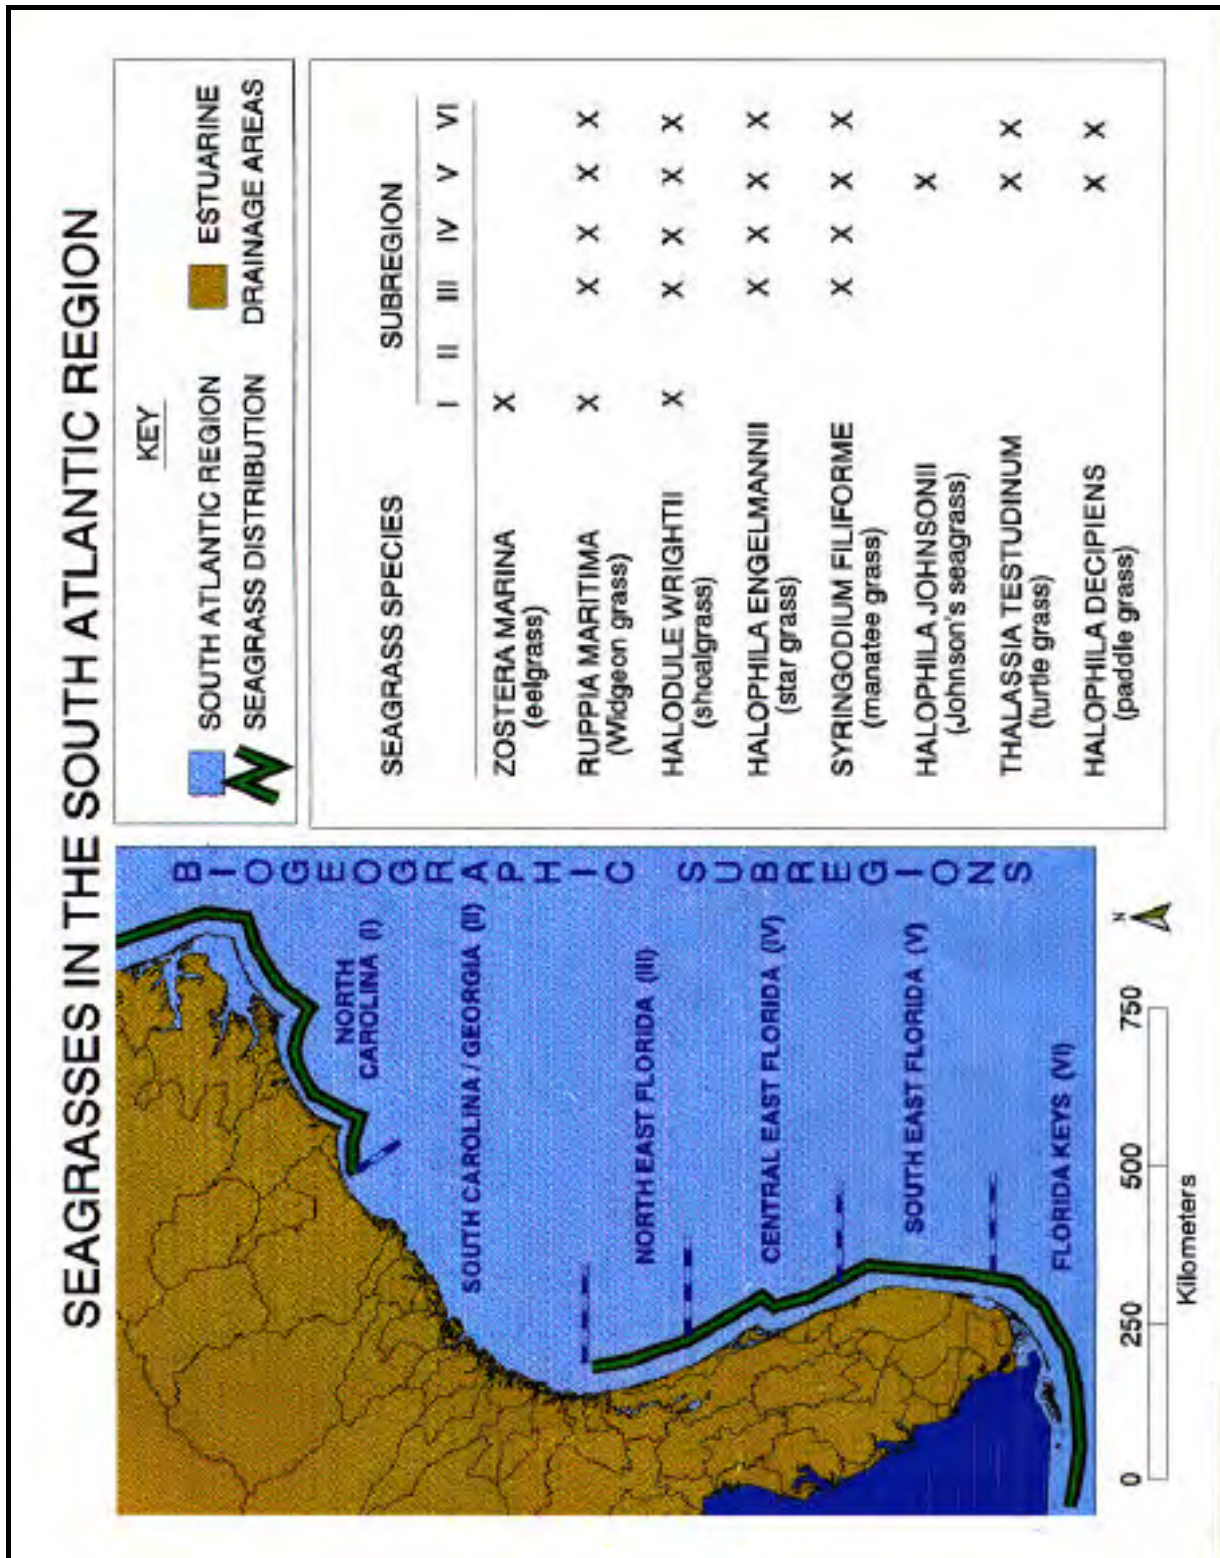 SEAGRASSES IN THE SOUTH ATLANTIC REGION
KEY
SOUTH ATLANTIC REGION
SEAGRASS DISTRIBUTION
ESTUARINE
DRAINAGE AREAS
SEAGRASS SPECIES SUBREGION
I II III IV V VI
ZOSTERA MARINA X
(eelgrass)
RUPPIA MARITIMA X X X X X
(Widgeon grass)
HALODULE WRIGHTII X X X X X
(shoalgrass)
HALOPHILA ENGELMANNII X X X X
(star grass)
SYRINGODIUM FILIFORME X X X X
(manatee grass)
HALOPHILA JOHNSONII X
(Johnson's seagrass)
THALASSIA TESTUDINUM X X
(turtle grass)
HALOPHILA DECIPIENS X X
(paddle grass)
BIOGEOGRAPHIC SUBREGIONS
NORTH
CAROLINA (I)
SOUTH CAROLINA / GEORGIA (II)
NORTH EAST FLORIDA (III)
CENTRAL EAST FLORIDA (IV)
SOUTH EAST FLORIDA (V)
FLORIDA KEYS (VI)
N
0 250 500 750
Kilometers